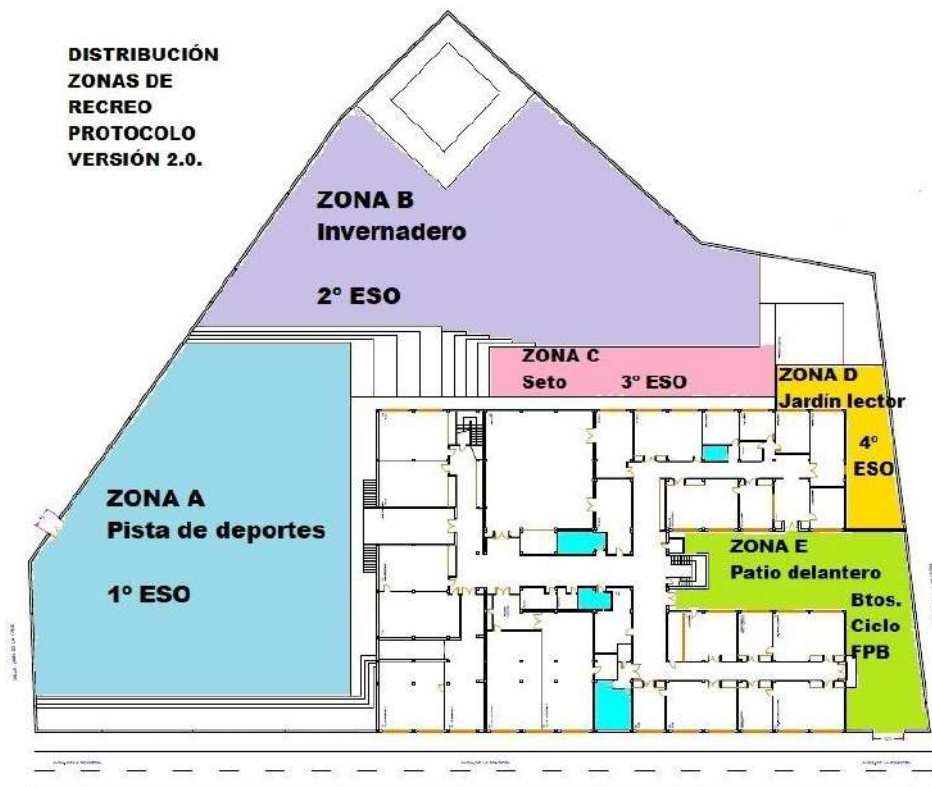 DISTRIBUCIÓN
ZONAS DE
RECREO
PROTOCOLO
VERSIÓN 2.0.
ZONA B
Invernadero
2º ESO
ZONA C
Seto 3º ESO
ZONA D
Jardín lector
4º
ESO
ZONA A
Pista de deportes
1º ESO
ZONA E
Patio delantero
Btos.
Ciclo
FPB